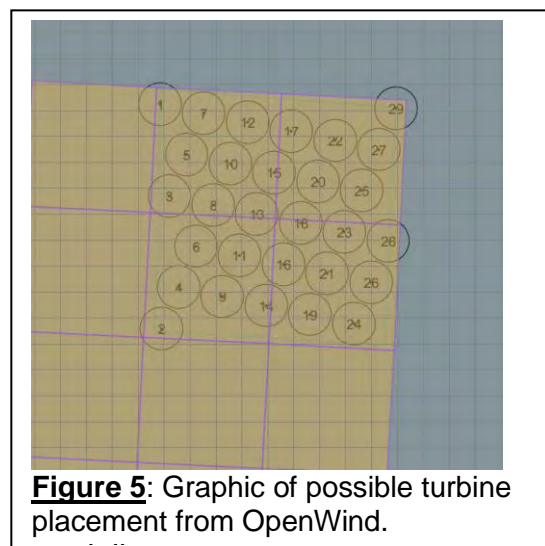 1 7 12 17 22 27 29
5 10 15 20 25
3 8 13 18 23 28
6 11 16 21 26
4 9 14 19 24
2
Figure 5: Graphic of possible turbine
placement from OpenWind.